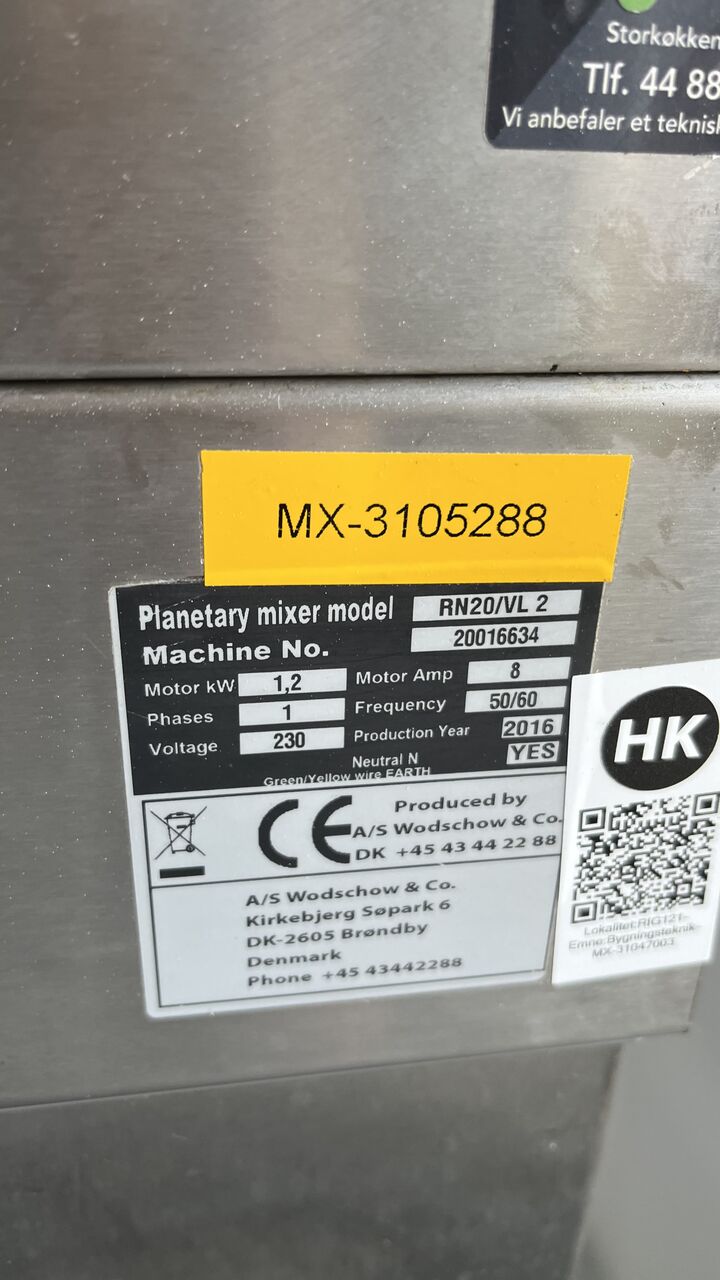 Storkøkken
Tlf. 44 88
Vi anbefaler et teknisk
MX-3105288
Planetary mixer model RN20/VL 2
Machine No. 20016634
Motor kW 1,2 Motor Amp 8
Phases 1 Frequency 50/60
Voltage 230 Production Year 2016
Neutral N YES
Green/Yellow wire EARTH
CE
Produced by
A/S Wodschow & Co.
DK +45 43 44 22 88
A/S Wodschow & Co.
Kirkebjerg Søpark 6
DK-2605 Brøndby
Denmark
Phone +45 43442288
HK
Lokalitet:RIG121-
Emne:Bygningsteknik-
MX-31047003